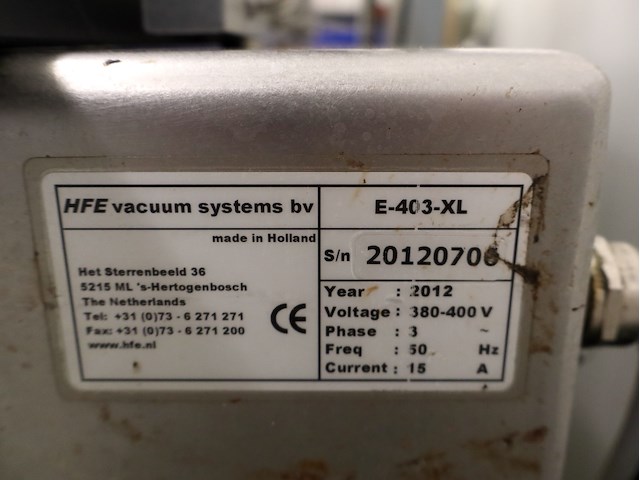 HFE vacuum systems bv
E-403-XL
made in Holland
Het Sterrenbeeld 36
5215 ML 's-Hertogenbosch
The Netherlands
Tel: +31 (0)73 - 6 271 271
Fax: +31 (0)73 - 6 271 200
www.hfe.nl
CE
S/n 20120706
Year : 2012
Voltage : 380-400 V
Phase : 3 ~
Freq : 50 Hz
Current : 15 A